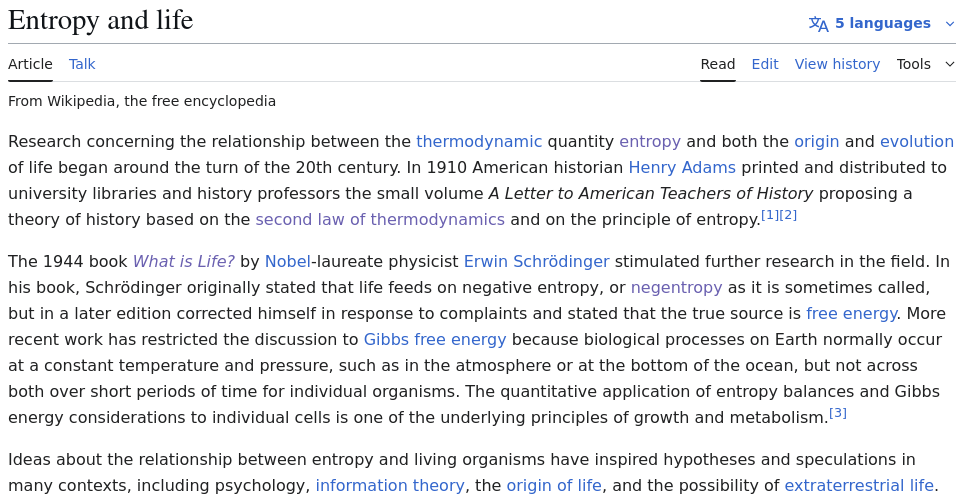 Entropy and life
5 languages
Article Talk Read Edit View history Tools
From Wikipedia, the free encyclopedia
Research concerning the relationship between the thermodynamic quantity entropy and both the origin and evolution
of life began around the turn of the 20th century. In 1910 American historian Henry Adams printed and distributed to
university libraries and history professors the small volume A Letter to American Teachers of History proposing a
theory of history based on the second law of thermodynamics and on the principle of entropy.[1][2]
The 1944 book What is Life? by Nobel-laureate physicist Erwin Schrödinger stimulated further research in the field. In
his book, Schrödinger originally stated that life feeds on negative entropy, or negentropy as it is sometimes called,
but in a later edition corrected himself in response to complaints and stated that the true source is free energy. More
recent work has restricted the discussion to Gibbs free energy because biological processes on Earth normally occur
at a constant temperature and pressure, such as in the atmosphere or at the bottom of the ocean, but not across
both over short periods of time for individual organisms. The quantitative application of entropy balances and Gibbs
energy considerations to individual cells is one of the underlying principles of growth and metabolism.[3]
Ideas about the relationship between entropy and living organisms have inspired hypotheses and speculations in
many contexts, including psychology, information theory, the origin of life, and the possibility of extraterrestrial life.